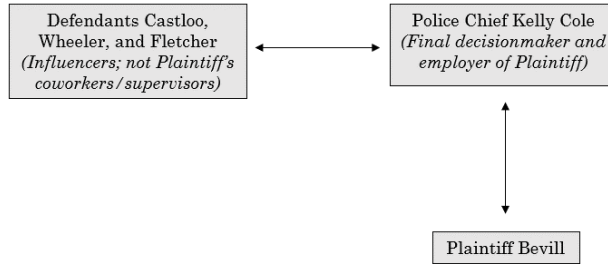 Defendants Castloo,
Wheeler, and Fletcher
(Influencers; not Plaintiff's
coworkers/supervisors)
Police Chief Kelly Cole
(Final decisionmaker and
employer of Plaintiff)
Plaintiff Bevill